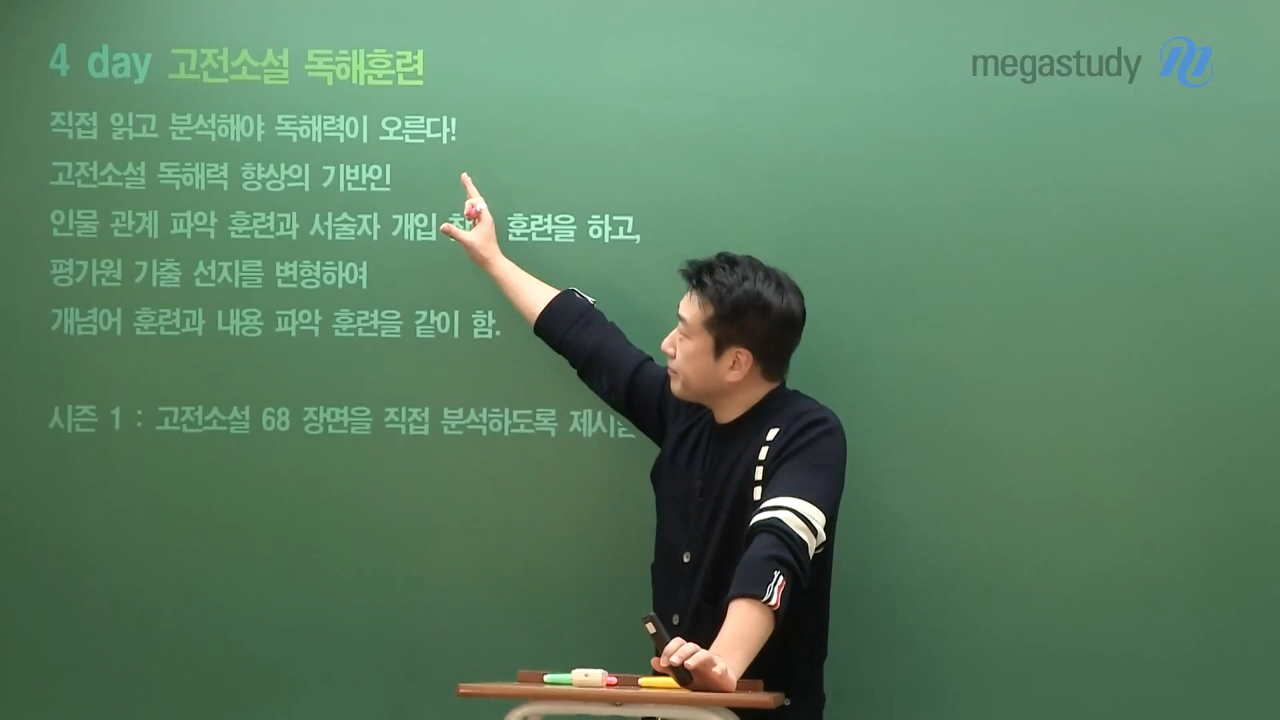 4 day 고전소설 독해훈련
megastudy
직접 읽고 분석해야 독해력이 오른다!
고전소설 독해력 향상의 기반인
인물 관계 파악 훈련과 서술자 개입 훈련을 하고,
평가원 기출 선지를 변형하여
개념어 훈련과 내용 파악 훈련을 같이 함.
시즌 1 : 고전소설 68 장면을 직접 분석하도록